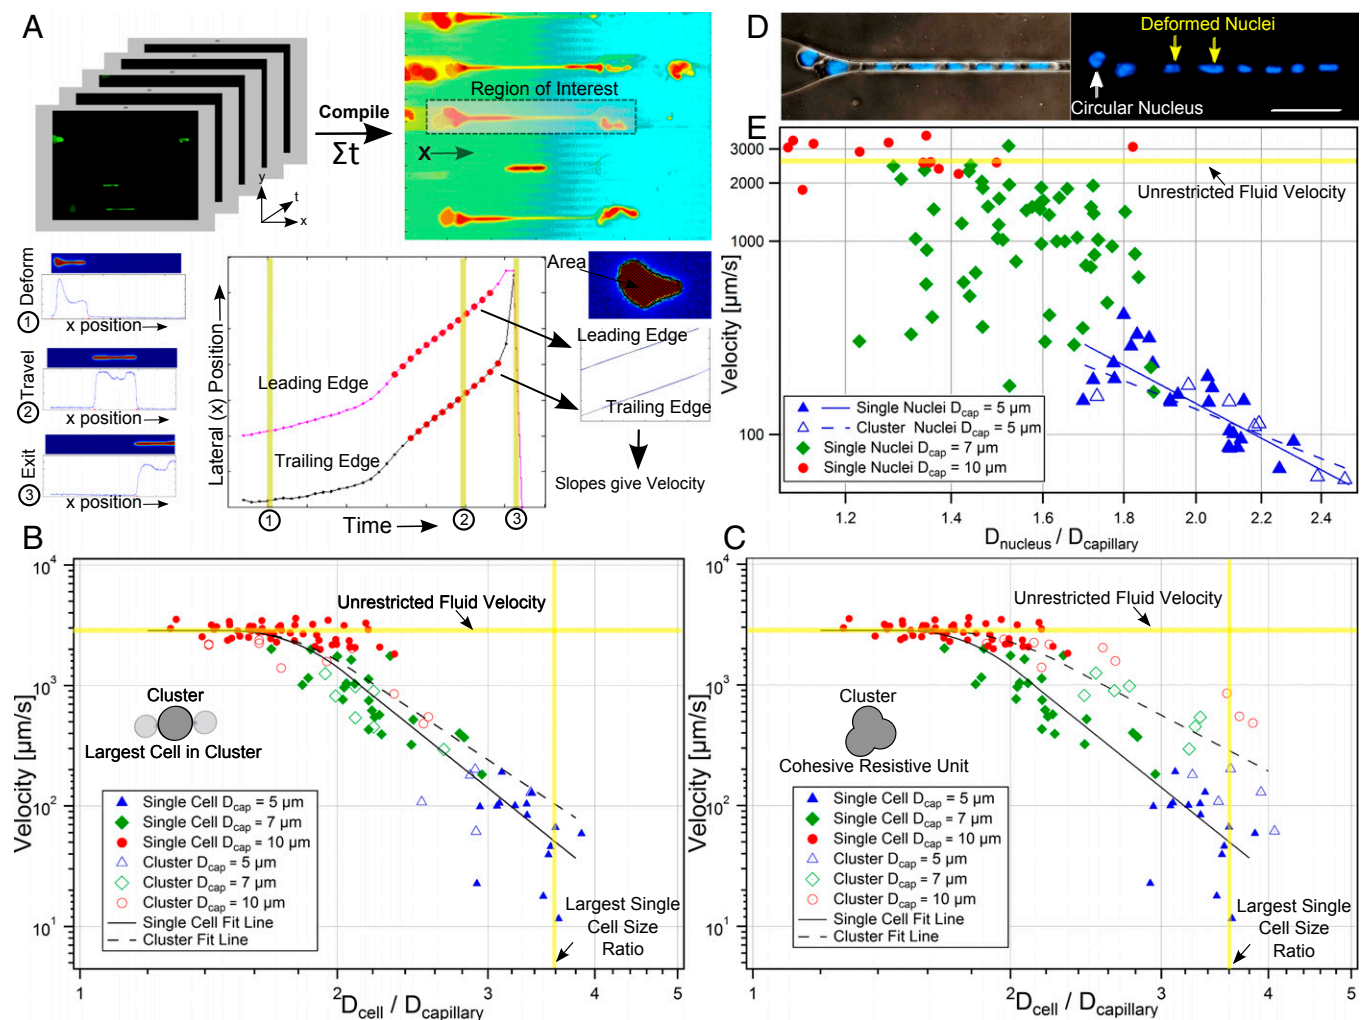 A
Compile
Σt
y
t
x
Region of Interest
X
① Deform
x position
② Travel
x position
③ Exit
x position
Lateral (x) Position
Leading Edge
Trailing Edge
① ② ③
Time
Area
Leading Edge
Trailing Edge
Slopes give Velocity
D
Deformed Nuclei
Circular Nucleus
E
Velocity [µm/s]
3000
2000
1000
100
Unrestricted Fluid Velocity
Single Nuclei Dcap = 5 µm
Cluster Nuclei Dcap = 5 µm
Single Nuclei Dcap = 7 µm
Single Nuclei Dcap = 10 µm
1.2 1.4 1.6 1.8 2.0 2.2 2.4
Dnucleus / Dcapillary
B
Velocity [µm/s]
10⁴
10³
10²
10¹
Unrestricted Fluid Velocity
Cluster
Largest Cell in Cluster
Single Cell Dcap = 5 µm
Single Cell Dcap = 7 µm
Single Cell Dcap = 10 µm
Cluster Dcap = 5 µm
Cluster Dcap = 7 µm
Cluster Dcap = 10 µm
Single Cell Fit Line
Cluster Fit Line
Largest Single
Cell Size
Ratio
1 2 3 4 5
Dcell / Dcapillary
C
Velocity [µm/s]
10⁴
10³
10²
10¹
Unrestricted Fluid Velocity
Cluster
Cohesive Resistive Unit
Single Cell Dcap = 5 µm
Single Cell Dcap = 7 µm
Single Cell Dcap = 10 µm
Cluster Dcap = 5 µm
Cluster Dcap = 7 µm
Cluster Dcap = 10 µm
Single Cell Fit Line
Cluster Fit Line
Largest Single
Cell Size
Ratio
1 2 3 4 5
Dcell / Dcapillary